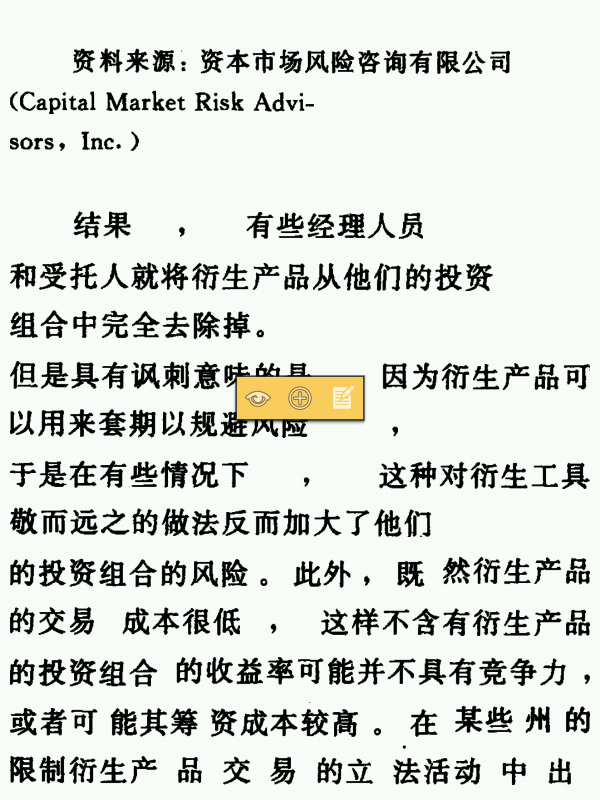 资料来源：资本市场风险咨询有限公司
(Capital Market Risk Advi-
sors, Inc.)
结果，有些经理人员
和受托人就将衍生产品从他们的投资
组合中完全去除掉。
但是具有讽刺意味的是 因为衍生产品可
以用来套期以规避风险，
于是在有些情况下，这种对衍生工具
敬而远之的做法反而加大了他们
的投资组合的风险。此外，既然衍生产品
的交易成本很低，这样不含有衍生产品
的投资组合的收益率可能并不具有竞争力，
或者可能其筹资成本较高。在某些州的
限制衍生产品交易的立法活动中出